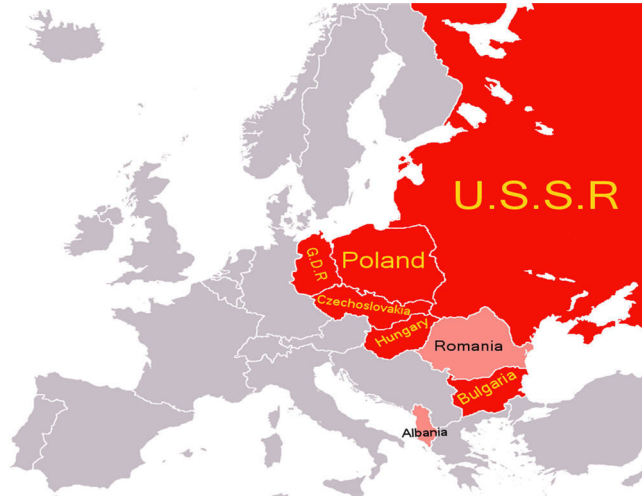 U.S.S.R
G.D.R
Poland
Czechoslovakia
Hungary
Romania
Bulgaria
Albania